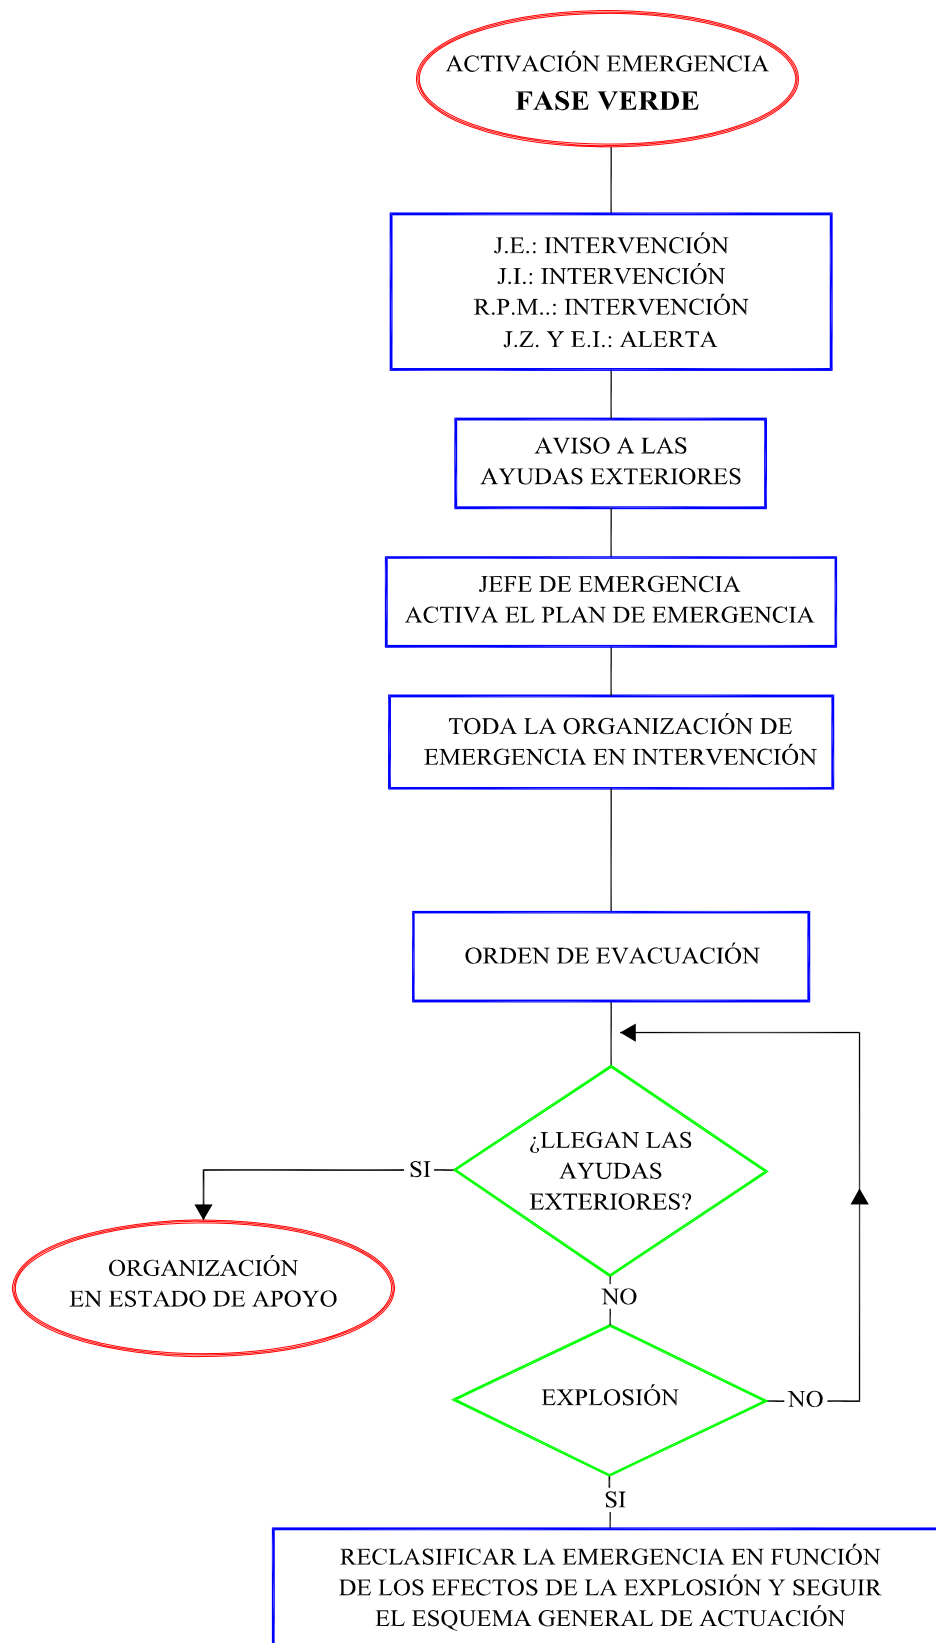 ACTIVACIÓN EMERGENCIA
FASE VERDE
J.E.: INTERVENCIÓN
J.I.: INTERVENCIÓN
R.P.M..: INTERVENCIÓN
J.Z. Y E.I.: ALERTA
AVISO A LAS
AYUDAS EXTERIORES
JEFE DE EMERGENCIA
ACTIVA EL PLAN DE EMERGENCIA
TODA LA ORGANIZACIÓN DE
EMERGENCIA EN INTERVENCIÓN
ORDEN DE EVACUACIÓN
¿LLEGAN LAS
AYUDAS
EXTERIORES?
SI
ORGANIZACIÓN
EN ESTADO DE APOYO
NO
EXPLOSIÓN
NO
SI
RECLASIFICAR LA EMERGENCIA EN FUNCIÓN
DE LOS EFECTOS DE LA EXPLOSIÓN Y SEGUIR
EL ESQUEMA GENERAL DE ACTUACIÓN